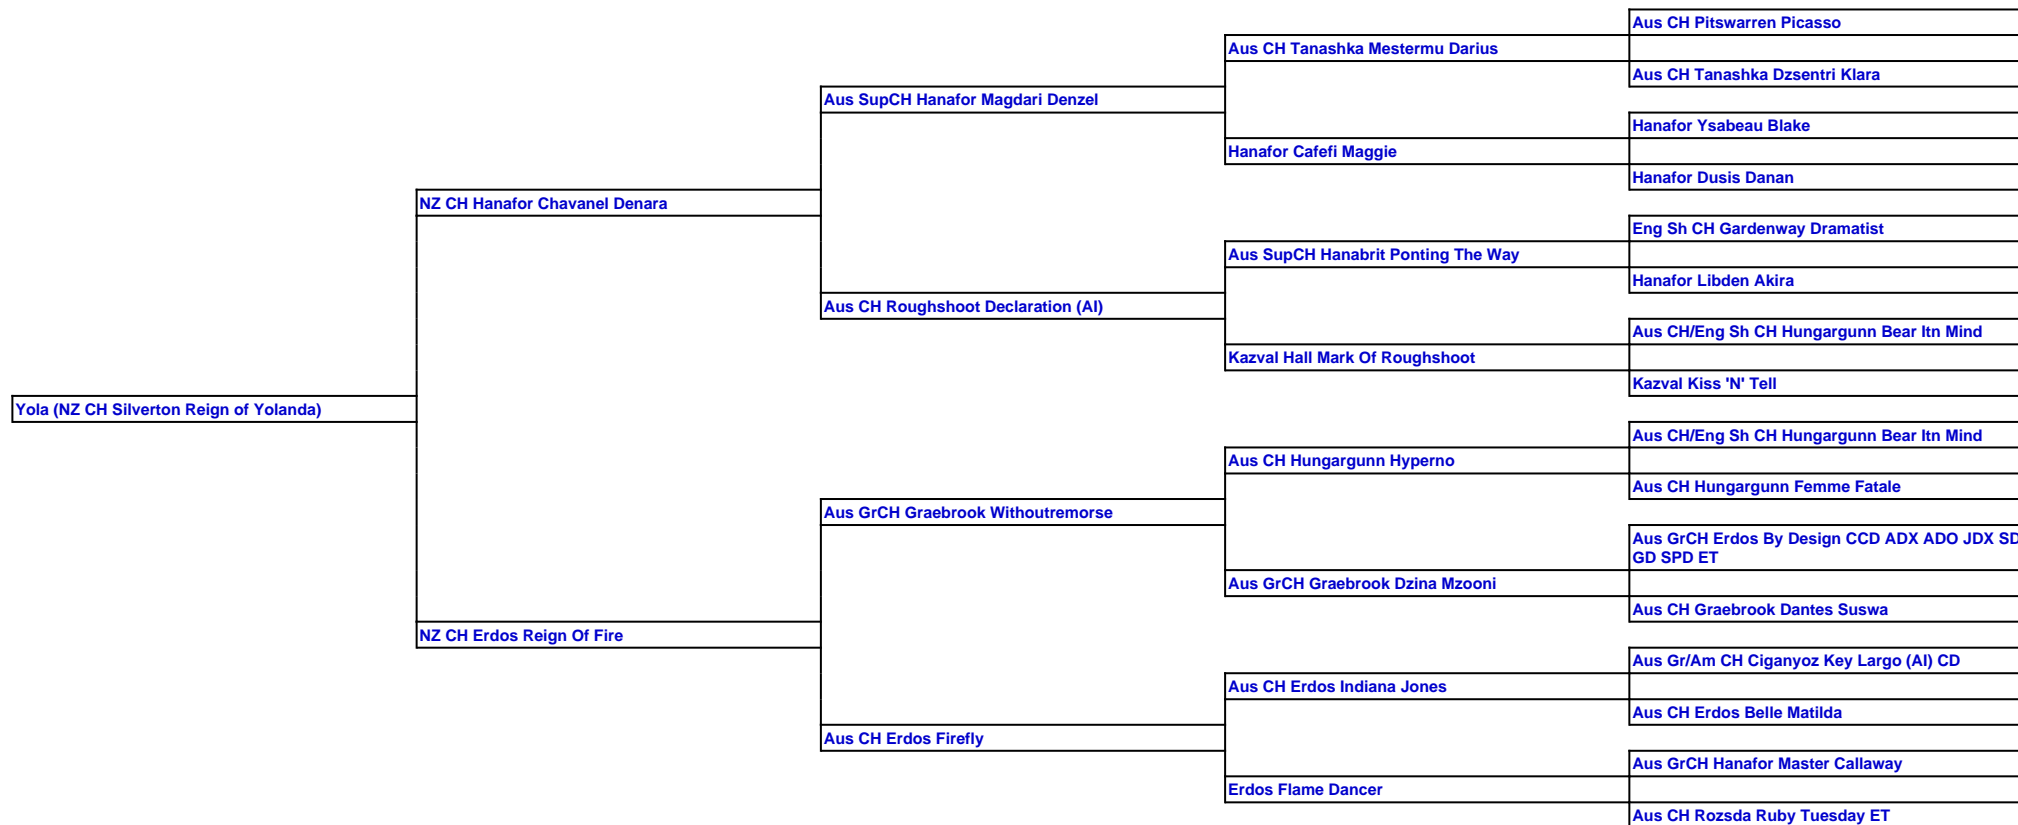 Aus CH Pitswarren Picasso
Aus CH Tanashka Mestermu Darius
Aus CH Tanashka Dzsentri Klara
Aus SupCH Hanafor Magdari Denzel
Hanafor Ysabeau Blake
Hanafor Cafefi Maggie
Hanafor Dusis Danan
NZ CH Hanafor Chavanel Denara
Eng Sh CH Gardenway Dramatist
Aus SupCH Hanabrit Ponting The Way
Hanafor Libden Akira
Aus CH Roughshoot Declaration (AI)
Aus CH/Eng Sh CH Hungargunn Bear Itn Mind
Kazval Hall Mark Of Roughshoot
Kazval Kiss 'N' Tell
Yola (NZ CH Silverton Reign of Yolanda)
Aus CH/Eng Sh CH Hungargunn Bear Itn Mind
Aus CH Hungargunn Hyperno
Aus CH Hungargunn Femme Fatale
Aus GrCH Graebrook Withoutremorse
Aus GrCH Erdos By Design CCD ADX ADO JDX SD
GD SPD ET
Aus GrCH Graebrook Dzina Mzooni
Aus CH Graebrook Dantes Suswa
NZ CH Erdos Reign Of Fire
Aus Gr/Am CH Ciganyoz Key Largo (AI) CD
Aus CH Erdos Indiana Jones
Aus CH Erdos Belle Matilda
Aus CH Erdos Firefly
Aus GrCH Hanafor Master Callaway
Erdos Flame Dancer
Aus CH Rozsda Ruby Tuesday ET